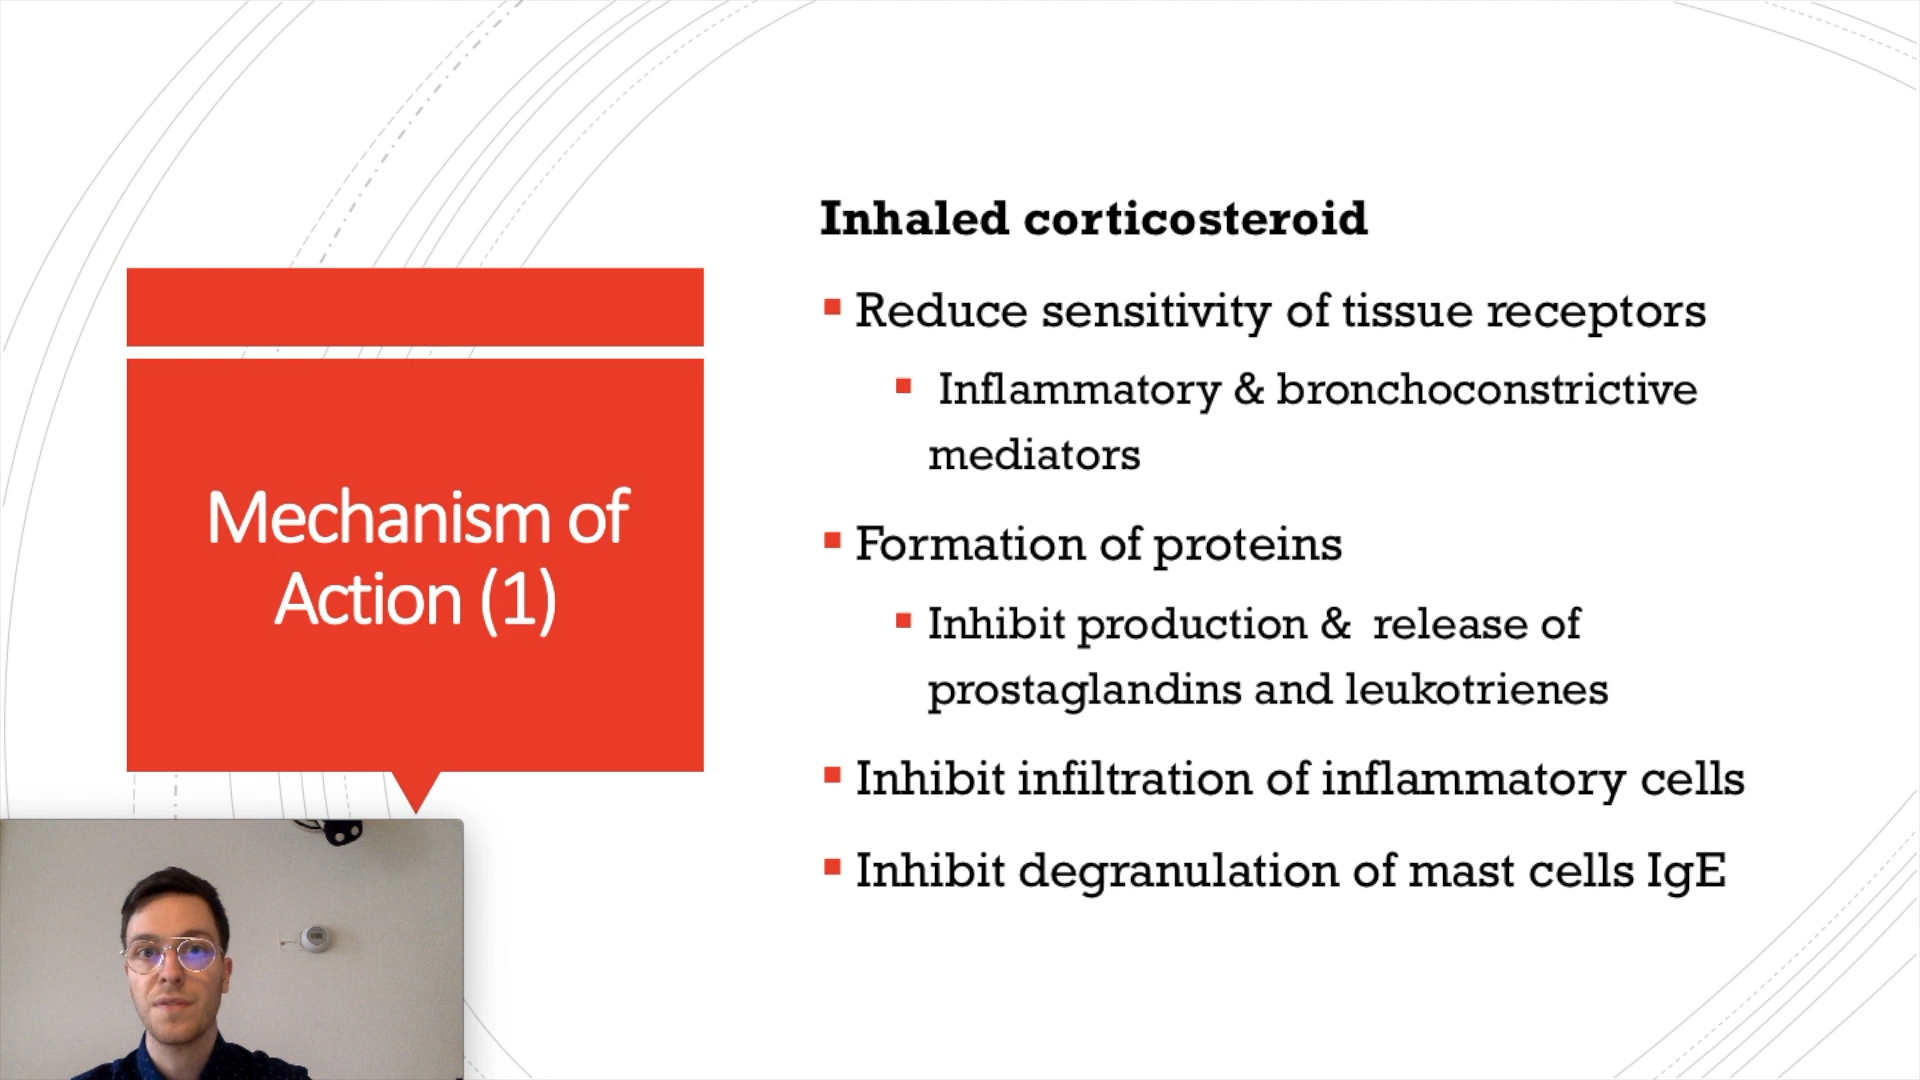 Mechanism of
Action (1)
Inhaled corticosteroid
Reduce sensitivity of tissue receptors
Inflammatory & bronchoconstrictive
mediators
Formation of proteins
Inhibit production & release of
prostaglandins and leukotrienes
Inhibit infiltration of inflammatory cells
Inhibit degranulation of mast cells IgE